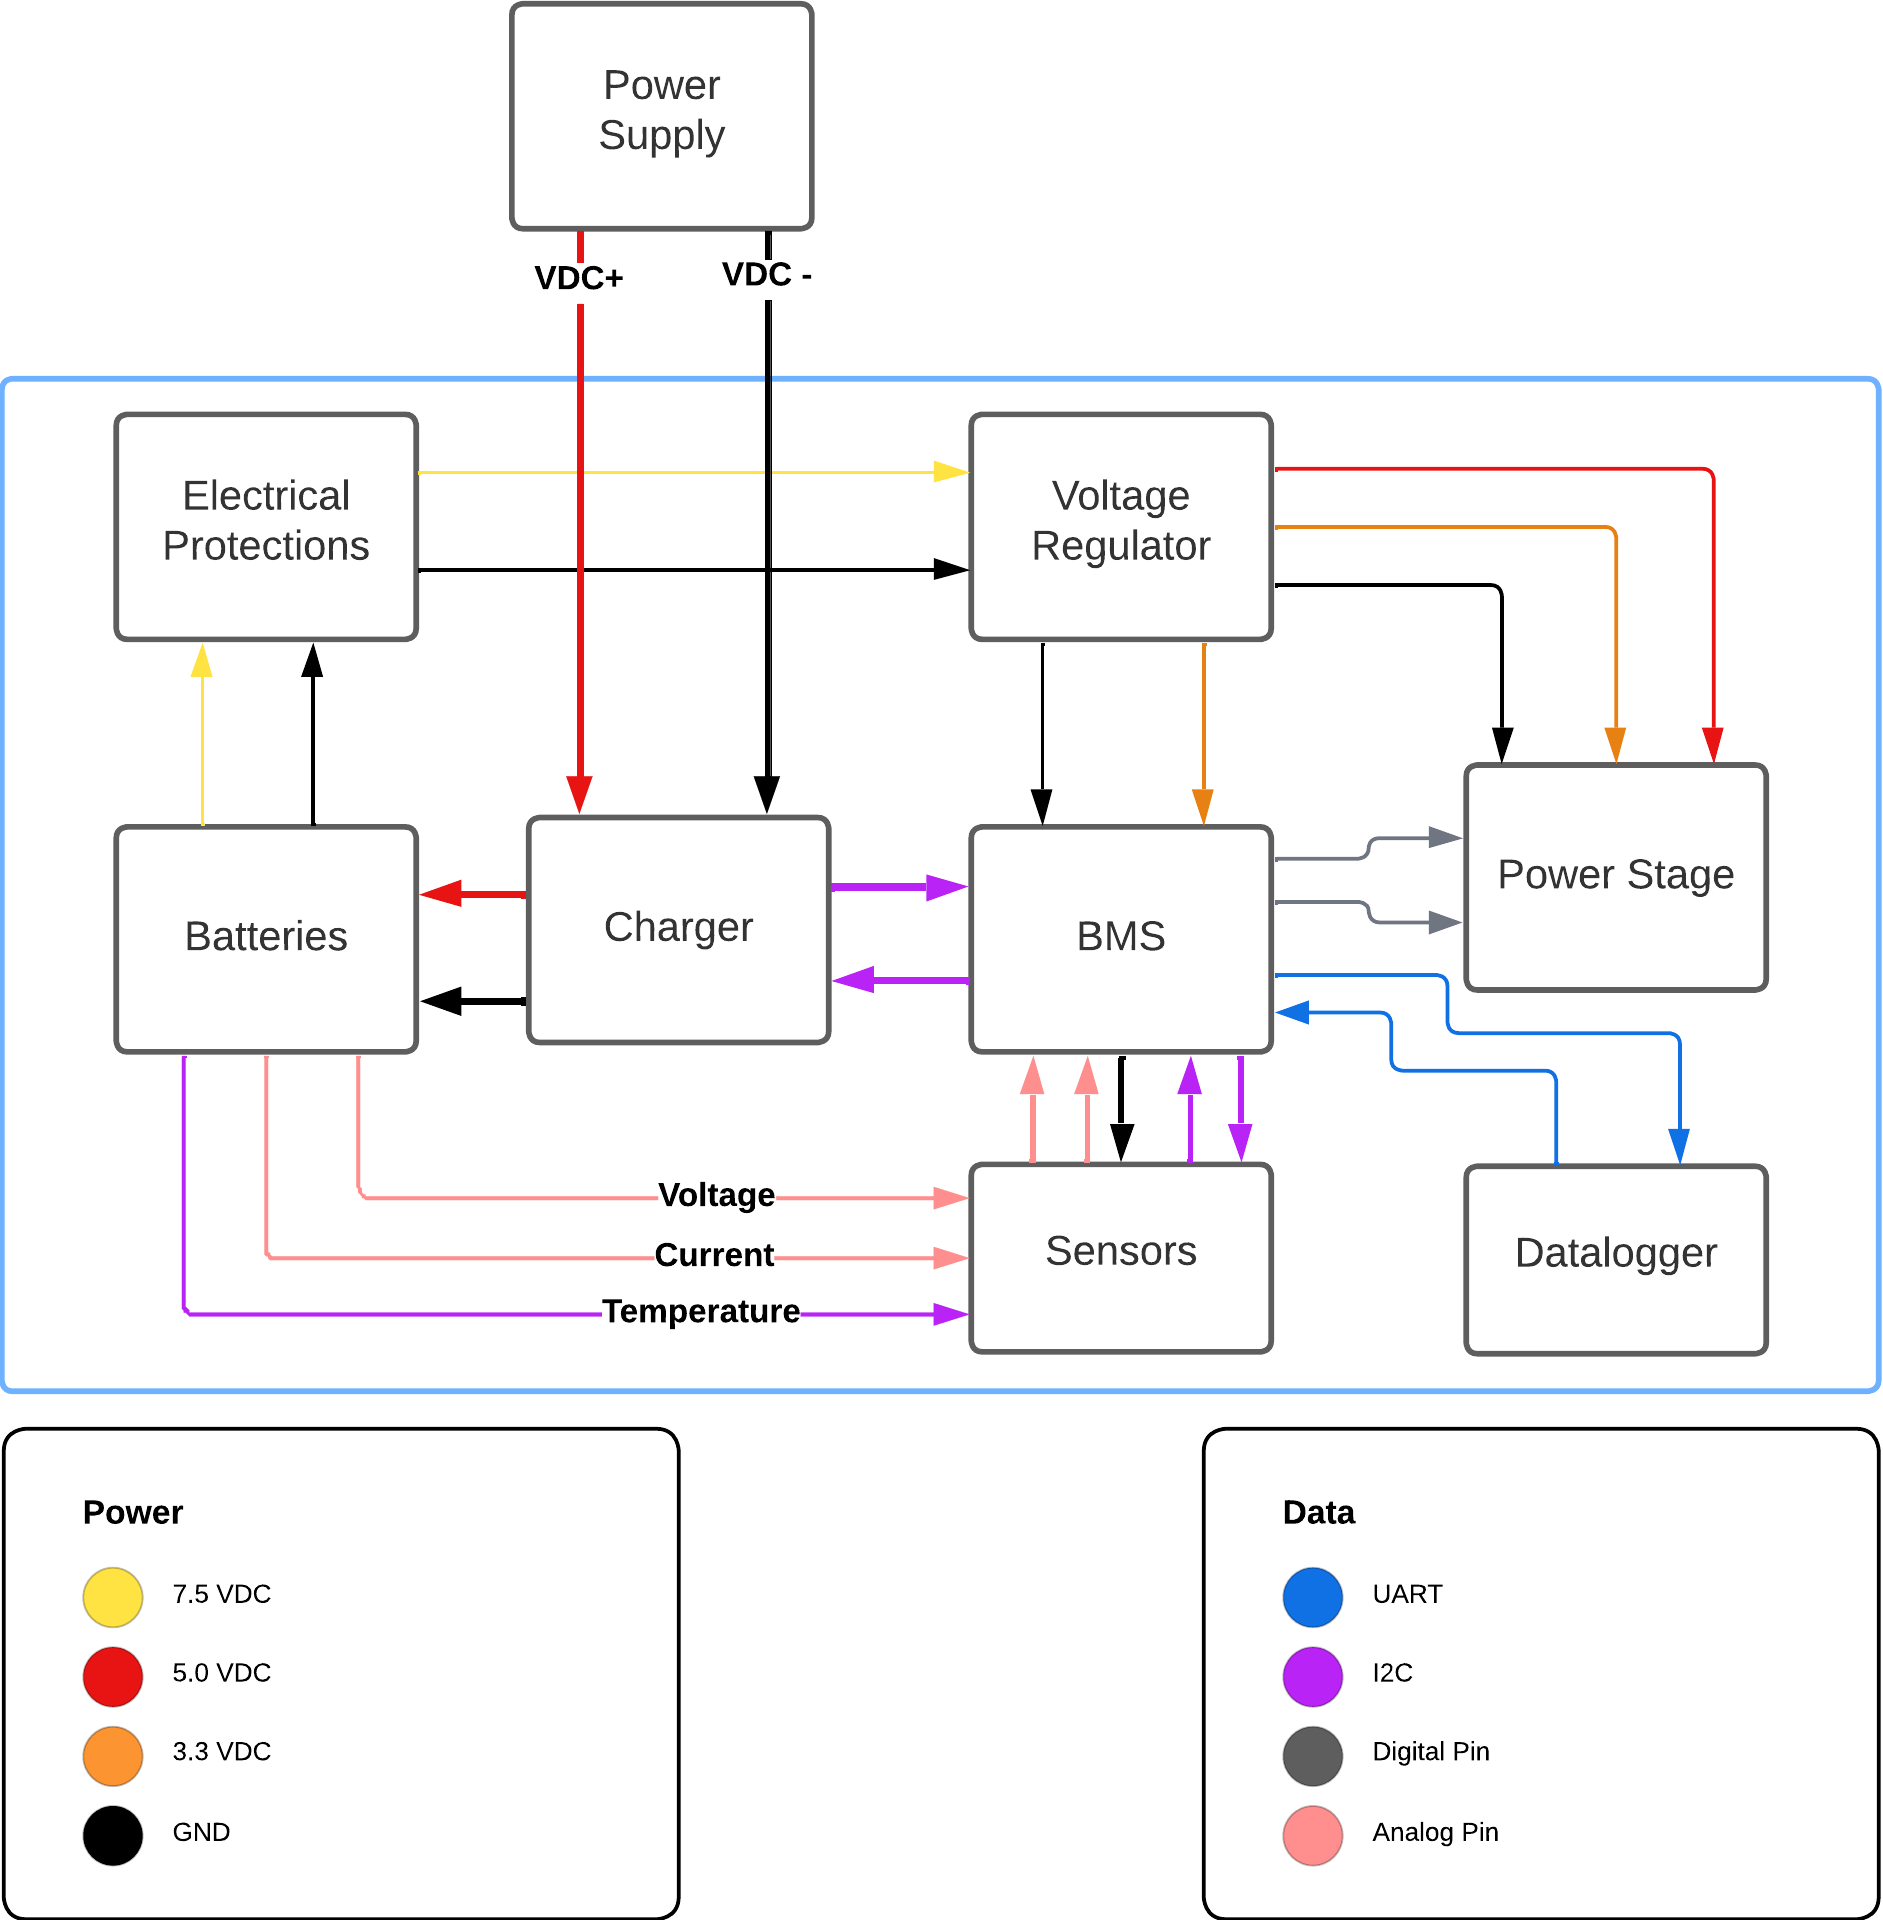 Power
Supply
VDC+
VDC -
Electrical
Protections
Voltage
Regulator
Power Stage
Batteries
Charger
BMS
Voltage
Current
Temperature
Sensors
Datalogger
Power
7.5 VDC
5.0 VDC
3.3 VDC
GND
Data
UART
I2C
Digital Pin
Analog Pin